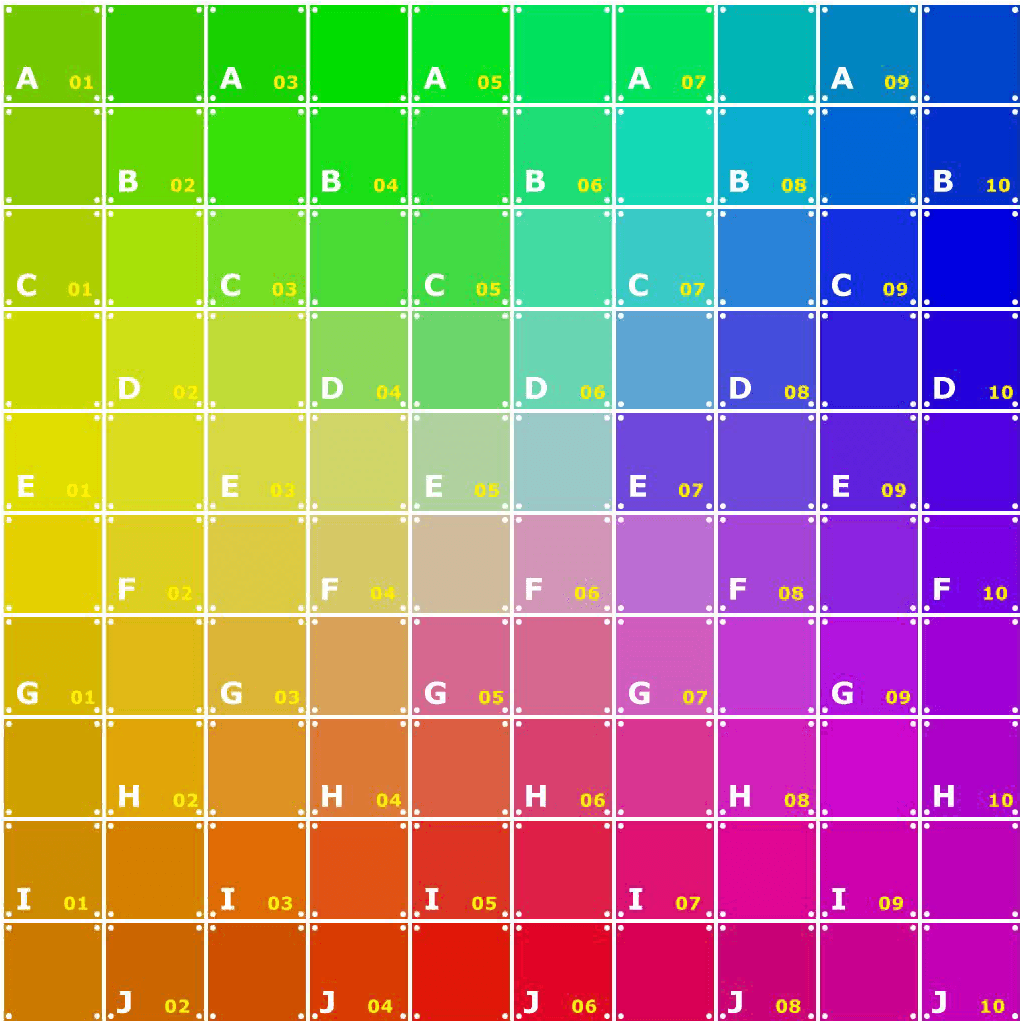 A 01 A 03 A 05 A 07 A 09
B 02 B 04 B 06 B 08 B 10
C 01 C 03 C 05 C 07 C 09
D 02 D 04 D 06 D 08 D 10
E 01 E 03 E 05 E 07 E 09
F 02 F 04 F 06 F 08 F 10
G 01 G 03 G 05 G 07 G 09
H 02 H 04 H 06 H 08 H 10
I 01 I 03 I 05 I 07 I 09
J 02 J 04 J 06 J 08 J 10